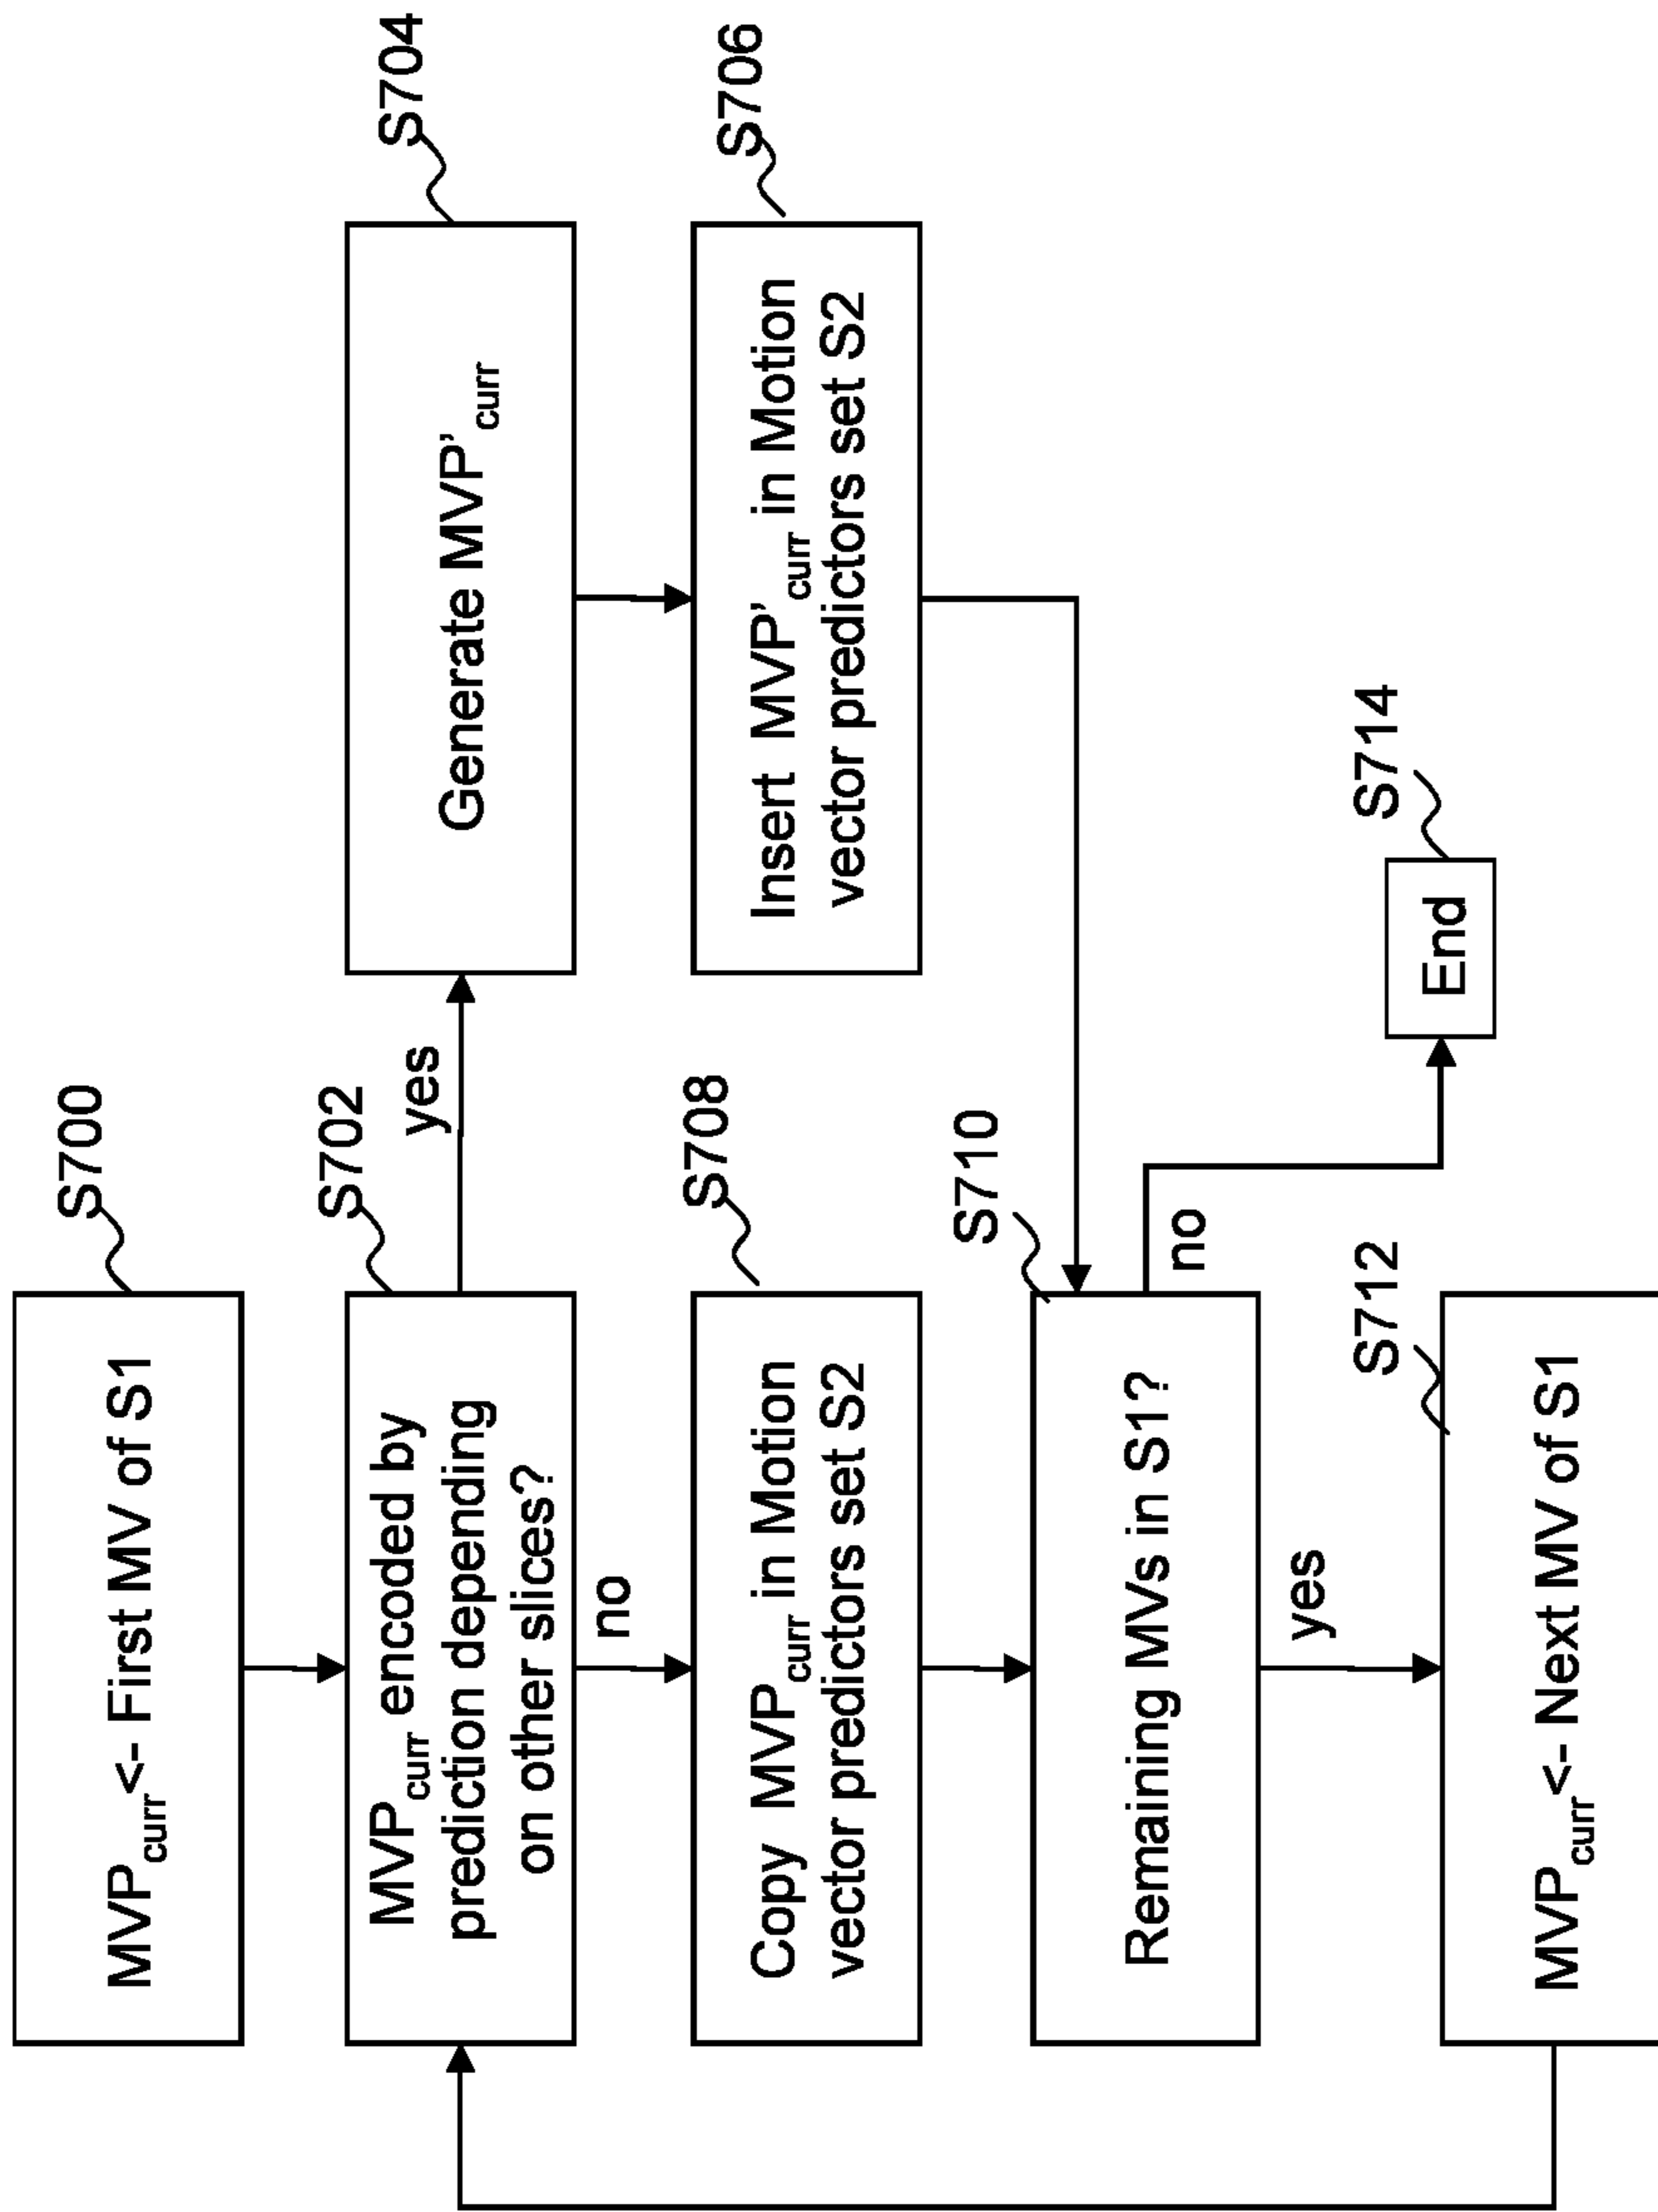 S700
MVPcurr <- First MV of S1
S702
MVPcurr encoded by
prediction depending
on other slices?
yes
S704
Generate MVP'curr
no
S708
Copy MVPcurr in Motion
vector predictors set S2
S706
Insert MVP'curr in Motion
vector predictors set S2
S710
Remaining MVs in S1?
no
S714
End
yes
S712
MVPcurr <- Next MV of S1